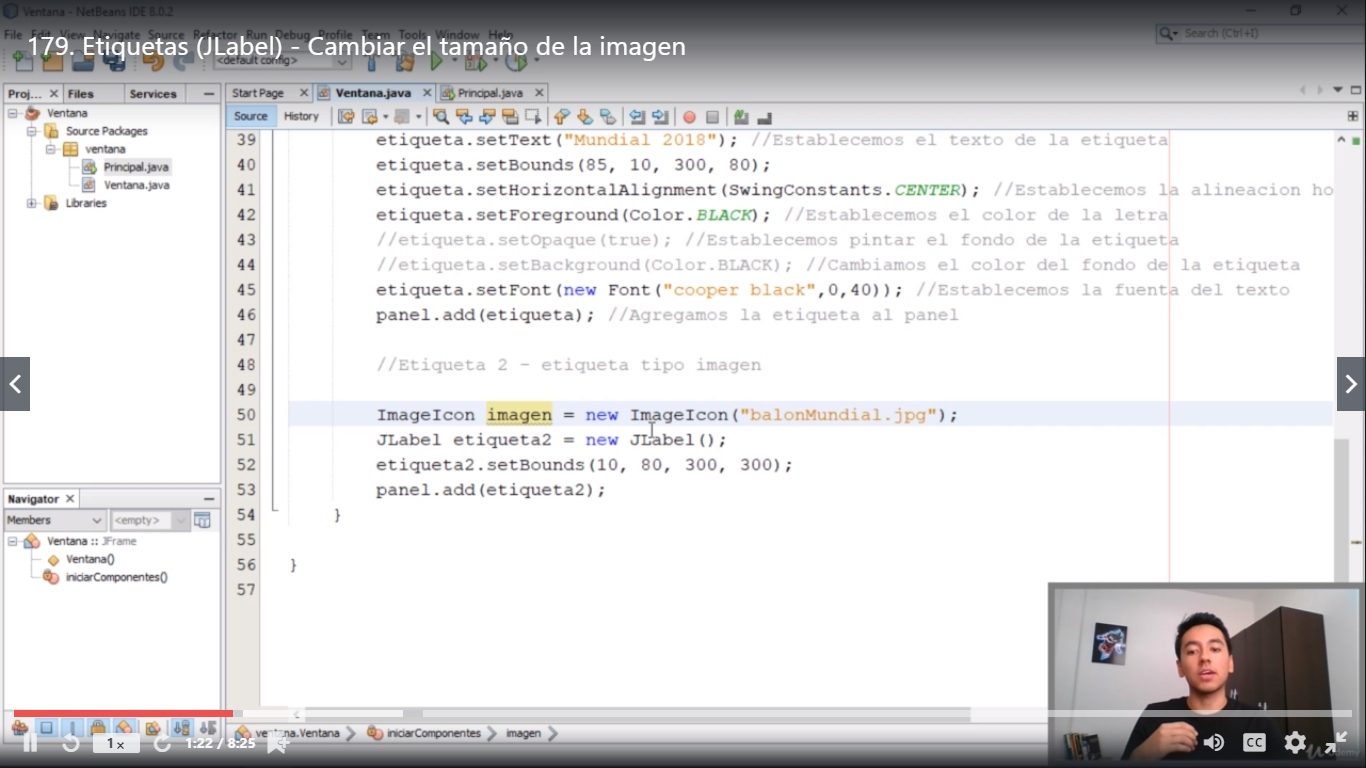 Ventana - NetBeans IDE 8.0.2
File Edit View Navigate Source Refactor Run Debug Profile Team Tools Window Help
Search (Ctrl+I)
179. Etiquetas (JLabel) - Cambiar el tamaño de la imagen
<default config>
Proj... Files Services
Start Page Ventana.java Principal.java
Source History
Ventana
Source Packages
ventana
Principal.java
Ventana.java
Libraries
39 etiqueta.setText("Mundial 2018"); //Establecemos el texto de la etiqueta
40 etiqueta.setBounds(85, 10, 300, 80);
41 etiqueta.setHorizontalAlignment(SwingConstants.CENTER); //Establecemos la alineacion ho
42 etiqueta.setForeground(Color.BLACK); //Establecemos el color de la letra
43 //etiqueta.setOpaque(true); //Establecemos pintar el fondo de la etiqueta
44 //etiqueta.setBackground(Color.BLACK); //Cambiamos el color del fondo de la etiqueta
45 etiqueta.setFont(new Font("cooper black",0,40)); //Establecemos la fuenta del texto
46 panel.add(etiqueta); //Agregamos la etiqueta al panel
47
48 //Etiqueta 2 - etiqueta tipo imagen
49
50 ImageIcon imagen = new ImageIcon("balonMundial.jpg");
51 JLabel etiqueta2 = new JLabel();
52 etiqueta2.setBounds(10, 80, 300, 300);
53 panel.add(etiqueta2);
54 }
55
56 }
57
Navigator
Members <empty>
Ventana :: JFrame
Ventana()
iniciarComponentes()
ventana.Ventana iniciarComponentes imagen
1x 1:22 / 8:25 CC